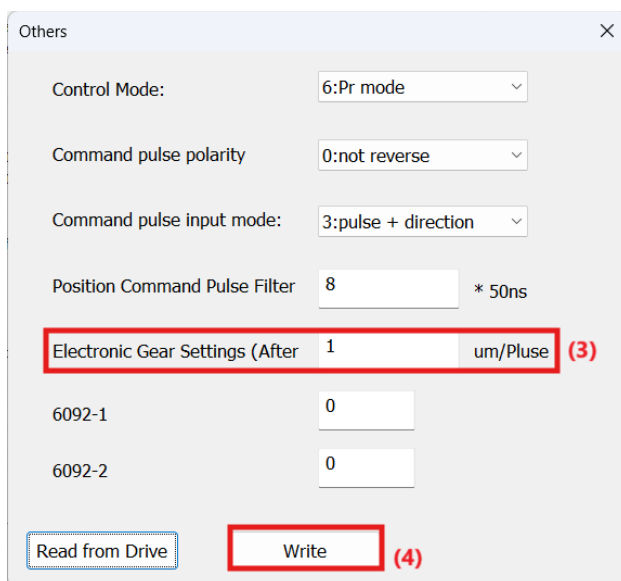 Others
Control Mode: 6:Pr mode
Command pulse polarity 0:not reverse
Command pulse input mode: 3:pulse + direction
Position Command Pulse Filter 8 * 50ns
Electronic Gear Settings (After 1 um/Pluse (3)
6092-1 0
6092-2 0
Read from Drive Write (4)